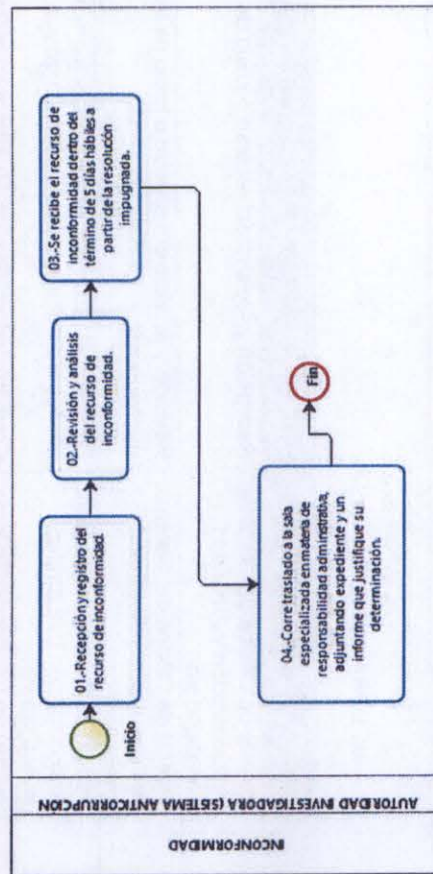 INCONFORMIDAD
AUTORIDAD INVESTIGADORA (SISTEMA ANTICORRUPCIÓN)
Inicio
01.-Recepción y registro del
recurso de inconformidad.
02.-Revisión y análisis
del recurso de
inconformidad.
03.-Se recibe el recurso de
inconformidad dentro del
término de 5 días hábiles a
partir de la resolución
impugnada.
04.-Corre traslado a la sala
especializada en materia de
responsabilidad administrativa,
adjuntando expediente y un
informe que justifique su
determinación.
Fin